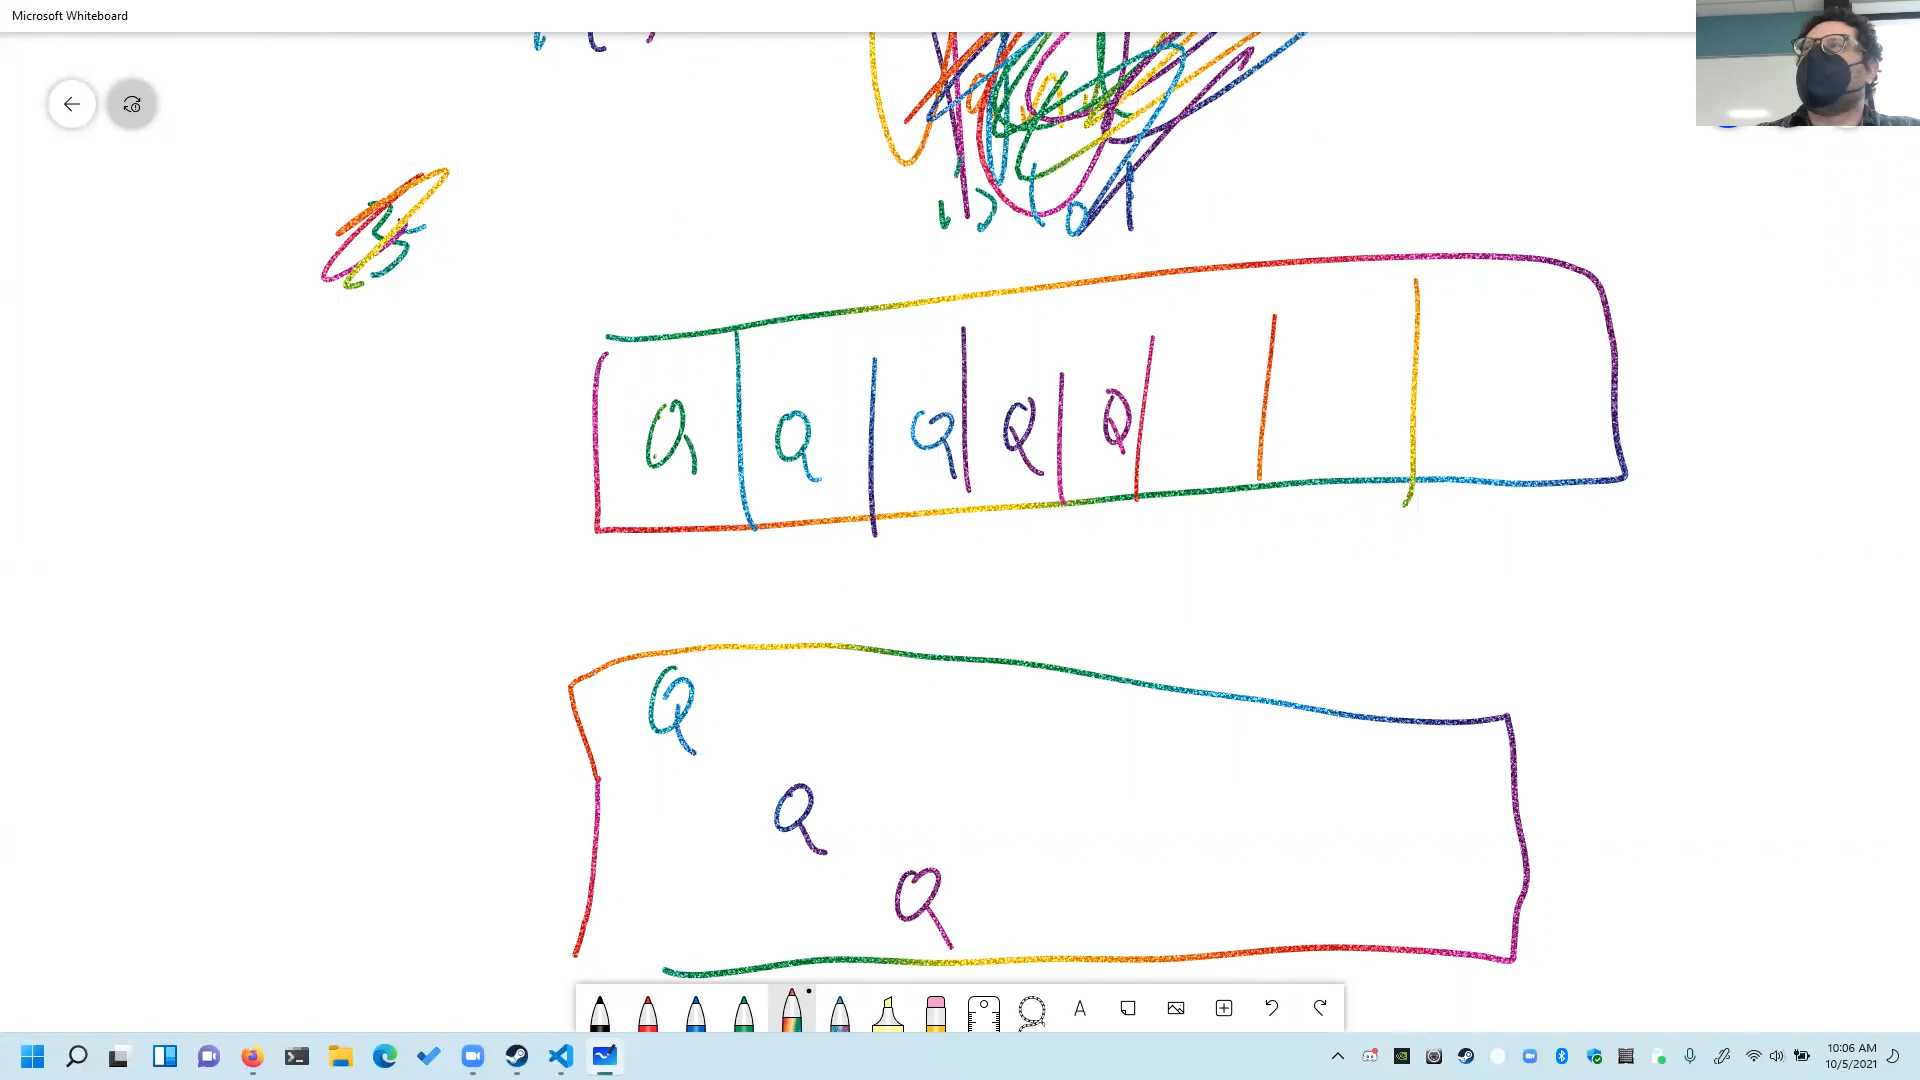 Microsoft Whiteboard
Q Q Q Q Q
Q
Q
Q
A
10:06 AM
10/5/2021